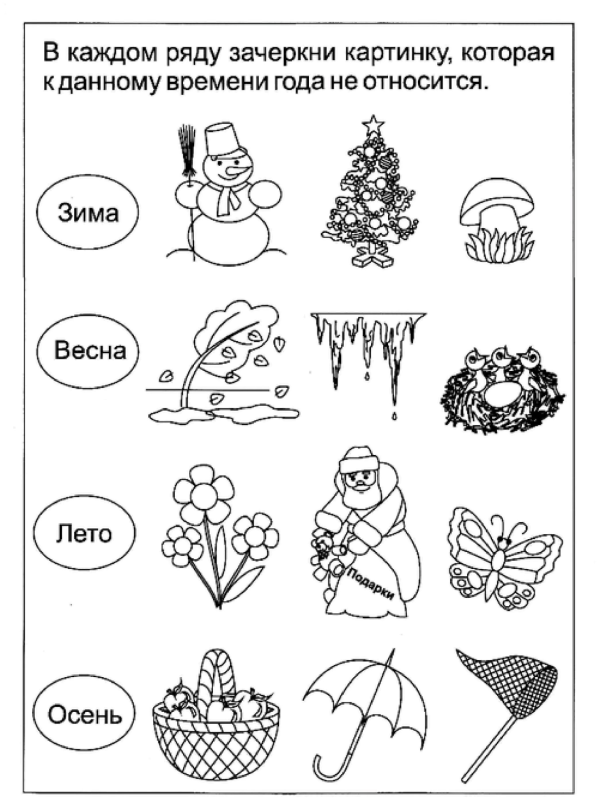 В каждом ряду зачеркни картинку, которая
к данному времени года не относится.
Зима
Весна
Лето
Подарки
Осень